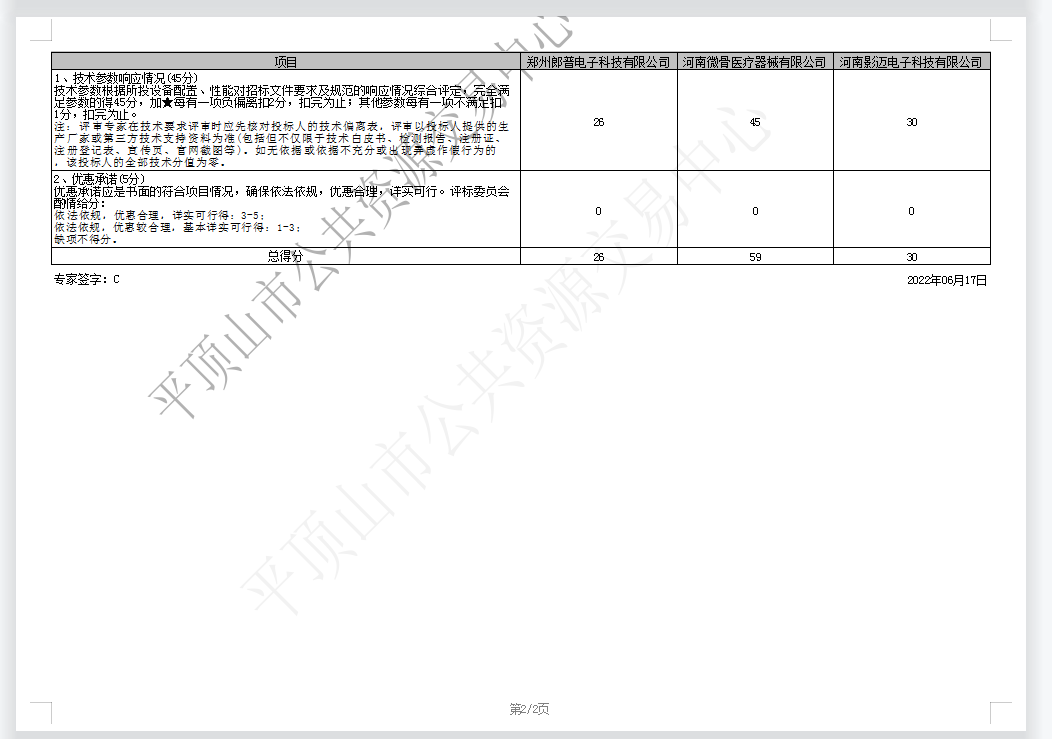 项目 郑州郎普电子科技有限公司 河南微骨医疗器械有限公司 河南影迈电子科技有限公司
1、技术参数响应情况(45分)
技术参数根据所投设备配置、性能对招标文件要求及规范的响应情况综合评定，完全满
足参数的得45分，加★每有一项负偏离扣2分，扣完为止；其他参数每有一项不满足扣
1分，扣完为止。
注：评审专家在技术要求评审时应先核对投标人的技术偏离表，评审以投标人提供的生
产厂家或第三方技术支持资料为准(包括但不仅限于技术白皮书、检测报告、注册证、
注册登记表、宣传页、官网截图等)。如无依据或依据不充分或出现弄虚作假行为的
，该投标人的全部技术分值为零。
26 45 30
2、优惠承诺(5分)
优惠承诺应是书面的符合项目情况，确保依法依规，优惠合理，详实可行。评标委员会
酌情给分：
依法依规，优惠合理，详实可行得：3-5；
依法依规，优惠较合理，基本详实可行得：1-3；
缺项不得分。
0 0 0
总得分 26 59 30
专家签字：C 2022年06月17日
平顶山市公共资源交易中心
平顶山市公共资源交易中心
第2/2页